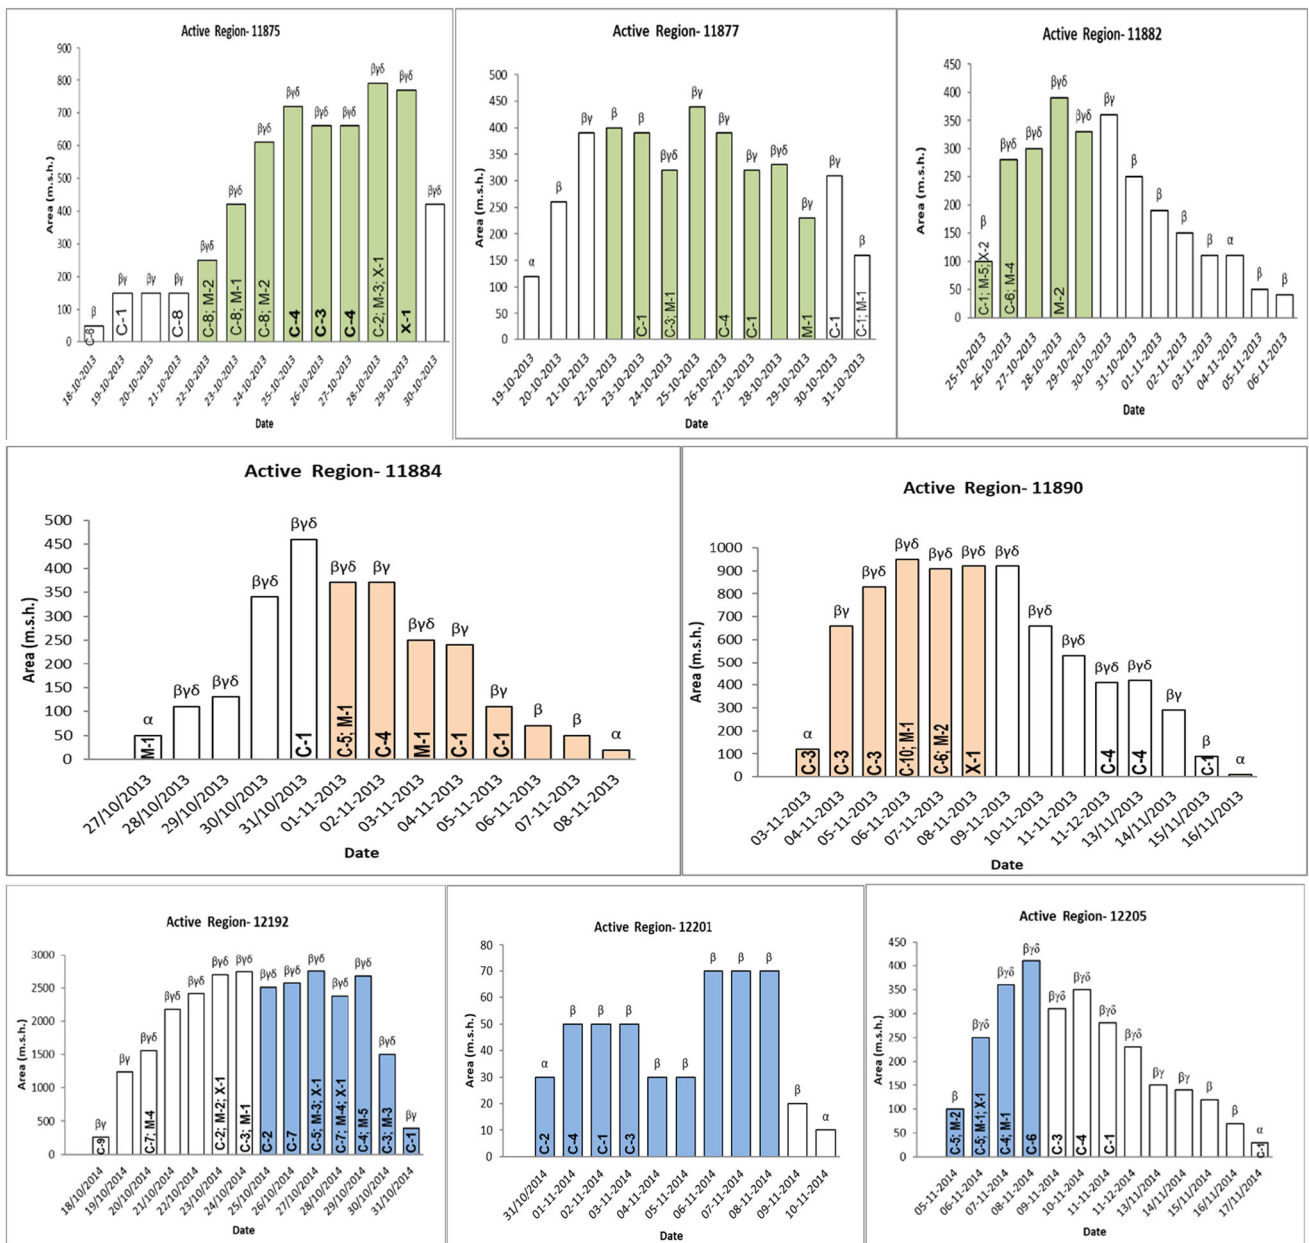 Active Region- 11875
Area (m.s.h.)
900
800
700
600
500
400
300
200
100
0
β βγ βγ βγ βγδ βγδ βγδ βγδ βγδ βγδ βγδ βγδ βγδ
C-6 C-1 C-8 C-8; M-2 C-8; M-1 C-8; M-2 C-4 C-3 C-4 C-2; M-3; X-1 X-1
18-10-2013 19-10-2013 20-10-2013 21-10-2013 22-10-2013 23-10-2013 24-10-2013 25-10-2013 26-10-2013 27-10-2013 28-10-2013 29-10-2013 30-10-2013
Date
Active Region- 11877
Area (m.s.h.)
500
450
400
350
300
250
200
150
100
50
0
α β βγ β β βγδ βγ βγ βγ βγδ βγ βγ β
C-1 C-3; M-1 C-4 C-1 M-1 C-1 C-1; M-1
19-10-2013 20-10-2013 21-10-2013 22-10-2013 23-10-2013 24-10-2013 25-10-2013 26-10-2013 27-10-2013 28-10-2013 29-10-2013 30-10-2013 31-10-2013
Date
Active Region- 11882
Area (m.s.h.)
450
400
350
300
250
200
150
100
50
0
β βγδ βγδ βγδ βγδ βγ β β β β α β β
C-1; M-5; X-2 C-6; M-4 M-2
25-10-2013 26-10-2013 27-10-2013 28-10-2013 29-10-2013 30-10-2013 31-10-2013 01-11-2013 02-11-2013 03-11-2013 04-11-2013 05-11-2013 06-11-2013
Date
Active Region- 11884
Area (m.s.h.)
500
450
400
350
300
250
200
150
100
50
0
α βγδ βγδ βγδ βγδ βγδ βγ βγδ βγ βγ β β α
M-1 C-1 C-5; M-1 C-4 M-1 C-1 C-1
27/10/2013 28/10/2013 29/10/2013 30/10/2013 31/10/2013 01-11-2013 02-11-2013 03-11-2013 04-11-2013 05-11-2013 06-11-2013 07-11-2013 08-11-2013
Date
Active Region- 11890
Area (m.s.h.)
1000
900
800
700
600
500
400
300
200
100
0
α βγ βγδ βγδ βγδ βγδ βγδ βγδ βγδ βγδ βγδ βγ β α
C-3 C-3 C-3 C-10; M-1 C-6; M-2 X-1 C-4 C-4 C-1
03-11-2013 04-11-2013 05-11-2013 06-11-2013 07-11-2013 08-11-2013 09-11-2013 10-11-2013 11-11-2013 11-12-2013 13/11/2013 14/11/2013 15/11/2013 16/11/2013
Date
Active Region- 12192
Area (m.s.h.)
3000
2500
2000
1500
1000
500
0
βγ βγ βγδ βγδ βγδ βγδ βγδ βγδ βγδ βγδ βγδ βγδ βγδ βγ
C-9 C-7; M-4 C-2; M-2; X-1 C-3; M-1 C-2 C-7 C-5; M-3; X-1 C-7; M-4; X-1 C-4; M-5 C-3; M-3 C-1
18/10/2014 19/10/2014 20/10/2014 21/10/2014 22/10/2014 23/10/2014 24/10/2014 25/10/2014 26/10/2014 27/10/2014 28/10/2014 29/10/2014 30/10/2014 31/10/2014
Date
Active Region- 12201
Area (m.s.h.)
80
70
60
50
40
30
20
10
0
α β β β β β β β β β α
C-2 C-4 C-1 C-3
31/10/2014 01-11-2014 02-11-2014 03-11-2014 04-11-2014 05-11-2014 06-11-2014 07-11-2014 08-11-2014 09-11-2014 10-11-2014
Date
Active Region- 12205
Area (m.s.h.)
450
400
350
300
250
200
150
100
50
0
β βγδ βγδ βγδ βγδ βγδ βγδ βγδ βγ βγ β β α
C-5; M-2 C-5; M-1; X-1 C-4; M-1 C-6 C-3 C-4 C-1 C-1
05-11-2014 06-11-2014 07-11-2014 08-11-2014 09-11-2014 10-11-2014 11-11-2014 11-12-2014 13/11/2014 14/11/2014 15/11/2014 16/11/2014 17/11/2014
Date